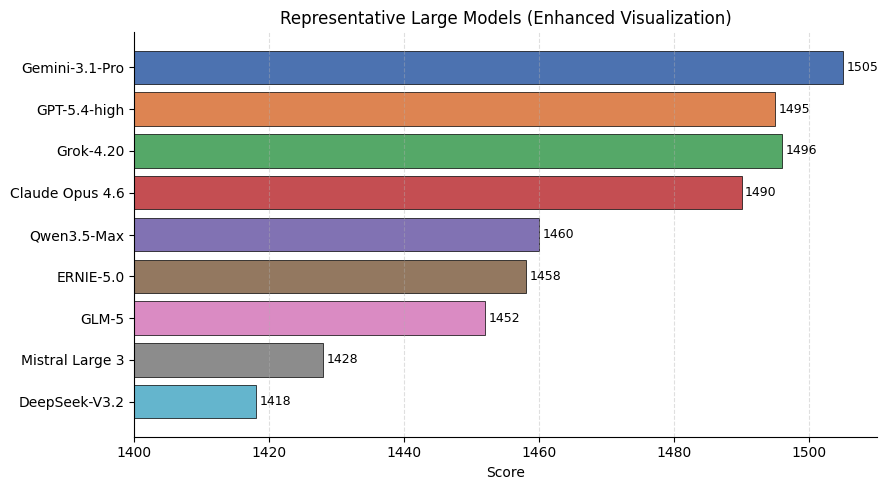 Representative Large Models (Enhanced Visualization)
Gemini-3.1-Pro 1505
GPT-5.4-high 1495
Grok-4.20 1496
Claude Opus 4.6 1490
Qwen3.5-Max 1460
ERNIE-5.0 1458
GLM-5 1452
Mistral Large 3 1428
DeepSeek-V3.2 1418
1400 1420 1440 1460 1480 1500
Score